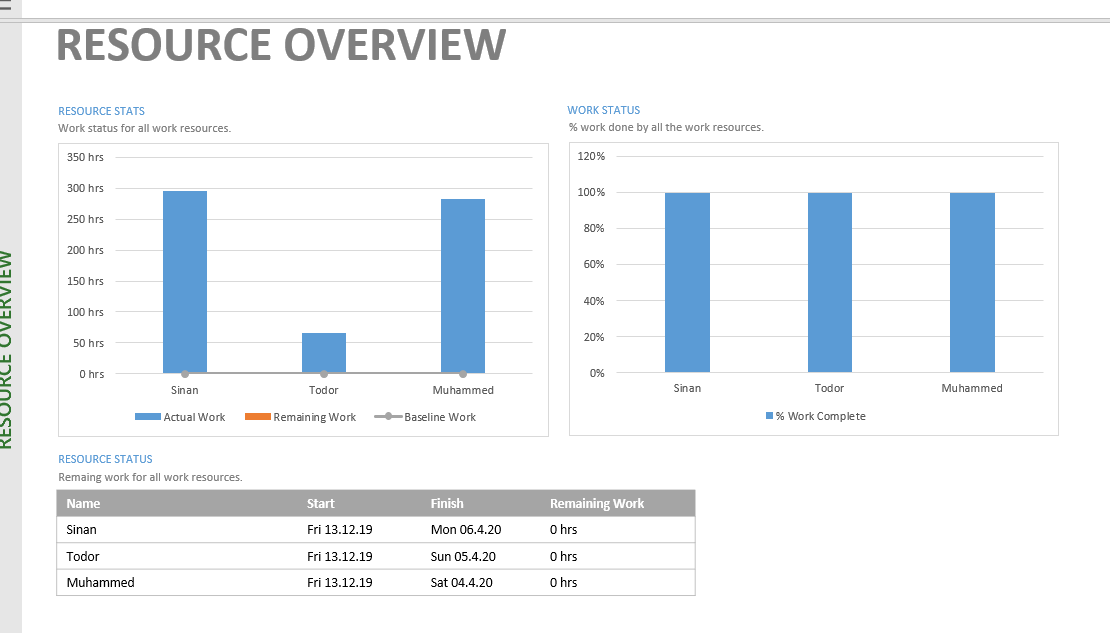 RESOURCE OVERVIEW
RESOURCE OVERVIEW
RESOURCE STATS
Work status for all work resources.
350 hrs
300 hrs
250 hrs
200 hrs
150 hrs
100 hrs
50 hrs
0 hrs
Sinan Todor Muhammed
Actual Work Remaining Work Baseline Work
WORK STATUS
% work done by all the work resources.
120%
100%
80%
60%
40%
20%
0%
Sinan Todor Muhammed
% Work Complete
RESOURCE STATUS
Remaing work for all work resources.
Name Start Finish Remaining Work
Sinan Fri 13.12.19 Mon 06.4.20 0 hrs
Todor Fri 13.12.19 Sun 05.4.20 0 hrs
Muhammed Fri 13.12.19 Sat 04.4.20 0 hrs